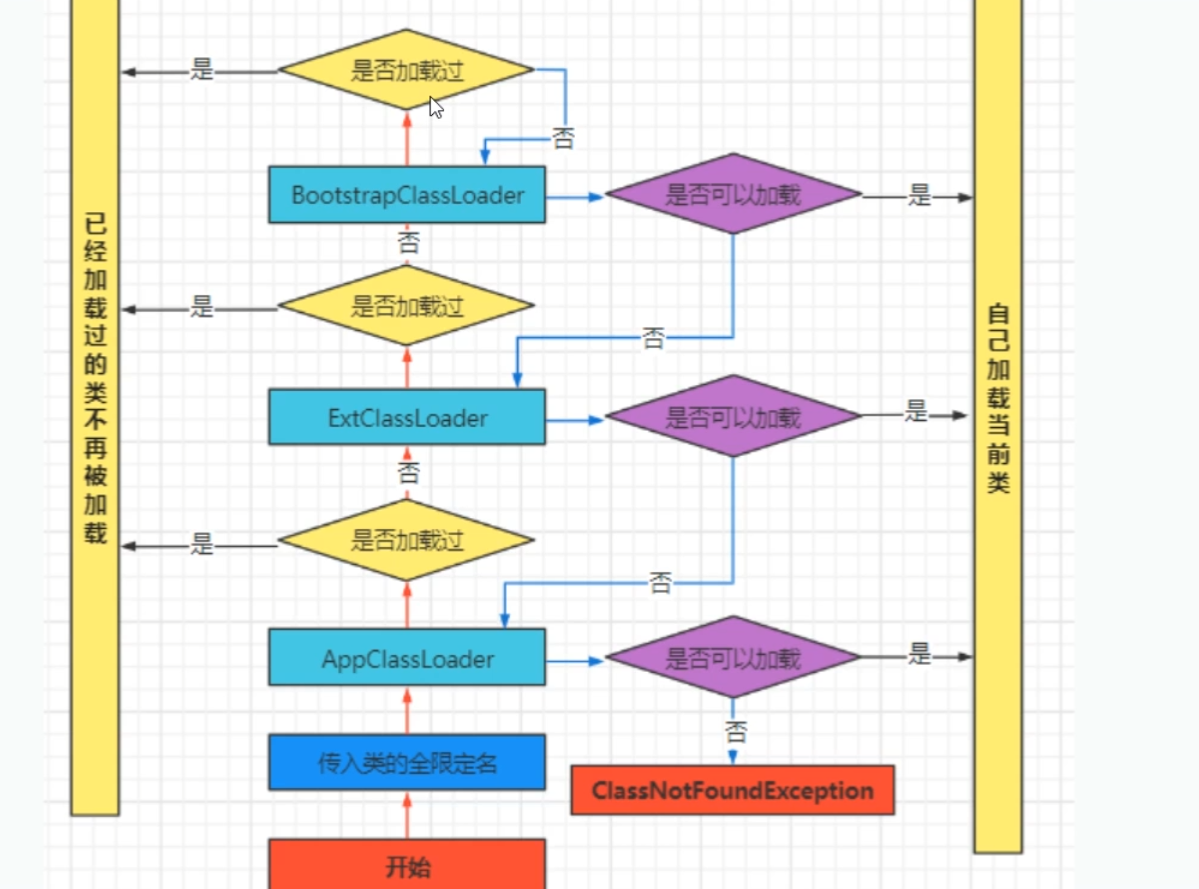 是否加载过
是
否
BootstrapClassLoader
是否可以加载
是
否
是否加载过
是
否
ExtClassLoader
是否可以加载
是
否
是否加载过
是
否
AppClassLoader
是否可以加载
是
否
传入类的全限定名
ClassNotFoundException
开始
已经加载过的类不再被加载
自己加载当前类